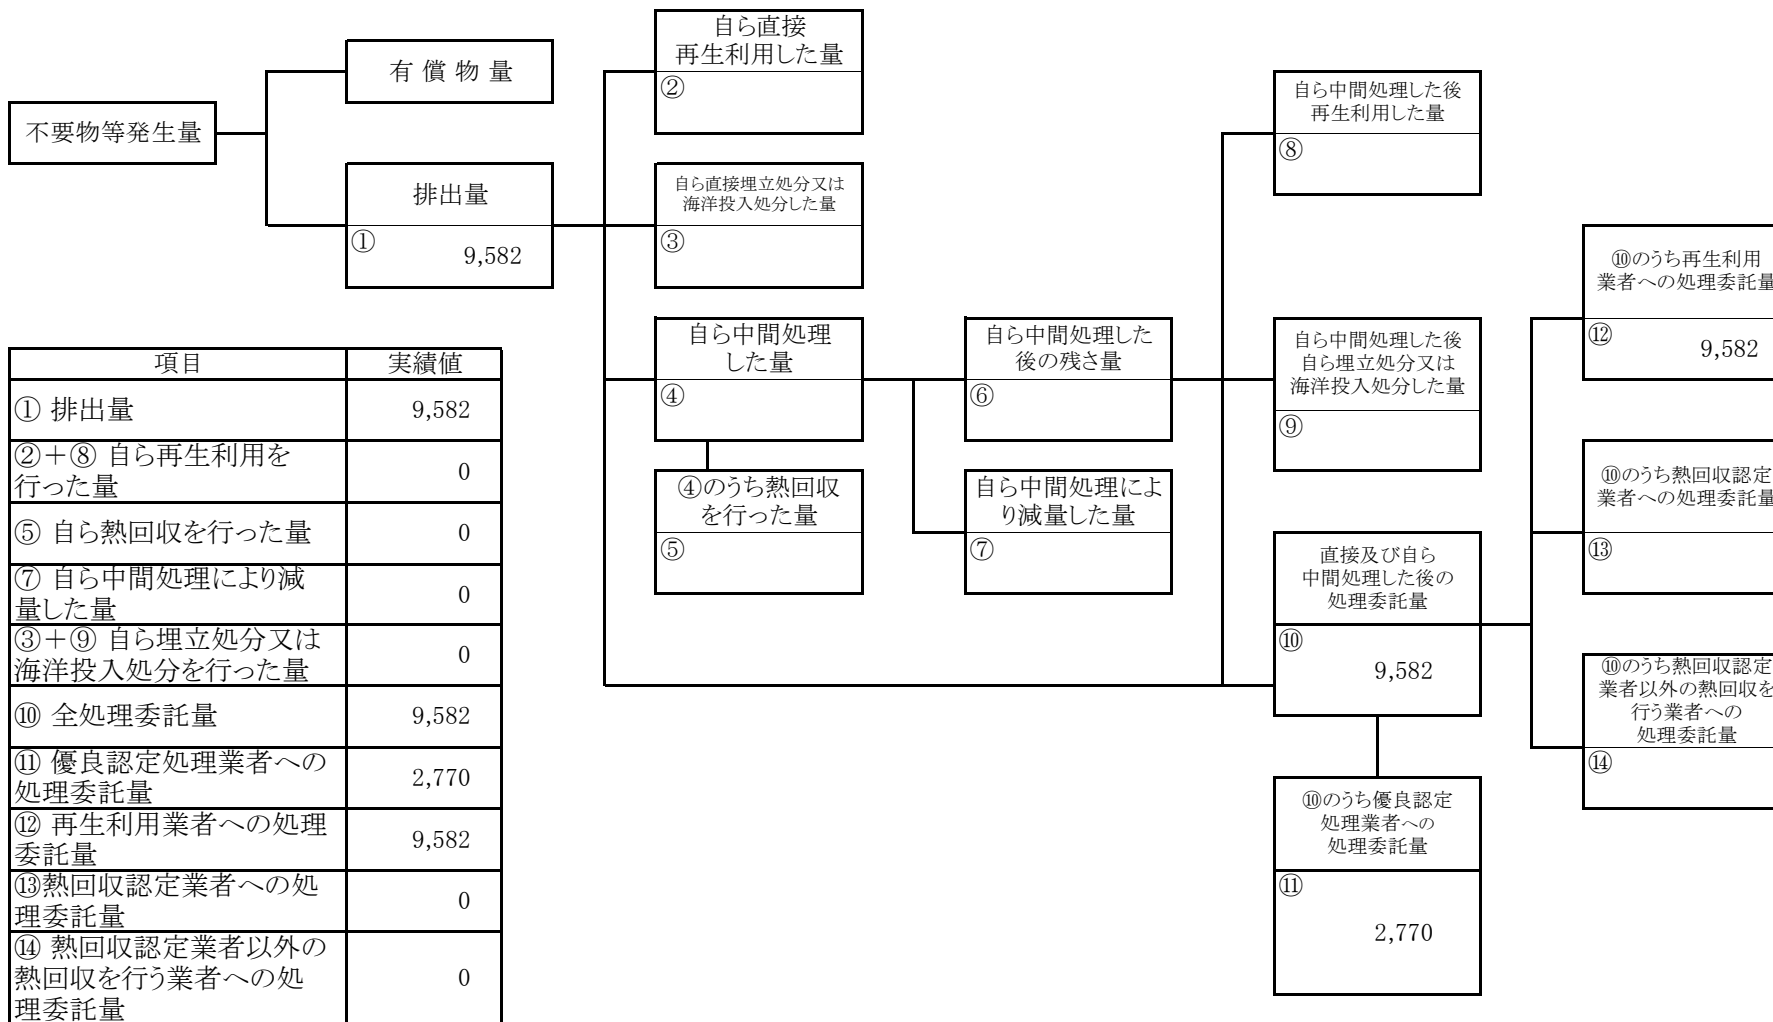 不要物等発生量
有 償 物 量
排出量
①
9,582
自ら直接
再生利用した量
②
自ら直接埋立処分又は
海洋投入処分した量
③
自ら中間処理
した量
④
④のうち熱回収
を行った量
⑤
自ら中間処理した
後の残さ量
⑥
自ら中間処理によ
り減量した量
⑦
自ら中間処理した後
再生利用した量
⑧
自ら中間処理した後
自ら埋立処分又は
海洋投入処分した量
⑨
直接及び自ら
中間処理した後の
処理委託量
⑩
9,582
⑩のうち優良認定
処理業者への
処理委託量
⑪
2,770
⑩のうち再生利用
業者への処理委託量
⑫
9,582
⑩のうち熱回収認定
業者への処理委託量
⑬
⑩のうち熱回収認定
業者以外の熱回収を
行う業者への
処理委託量
⑭
項目 実績値
① 排出量 9,582
②＋⑧ 自ら再生利用を
行った量 0
⑤ 自ら熱回収を行った量 0
⑦ 自ら中間処理により減
量した量 0
③＋⑨ 自ら埋立処分又は
海洋投入処分を行った量 0
⑩ 全処理委託量 9,582
⑪ 優良認定処理業者への
処理委託量 2,770
⑫ 再生利用業者への処理
委託量 9,582
⑬熱回収認定業者への処
理委託量 0
⑭ 熱回収認定業者以外の
熱回収を行う業者への処
理委託量 0